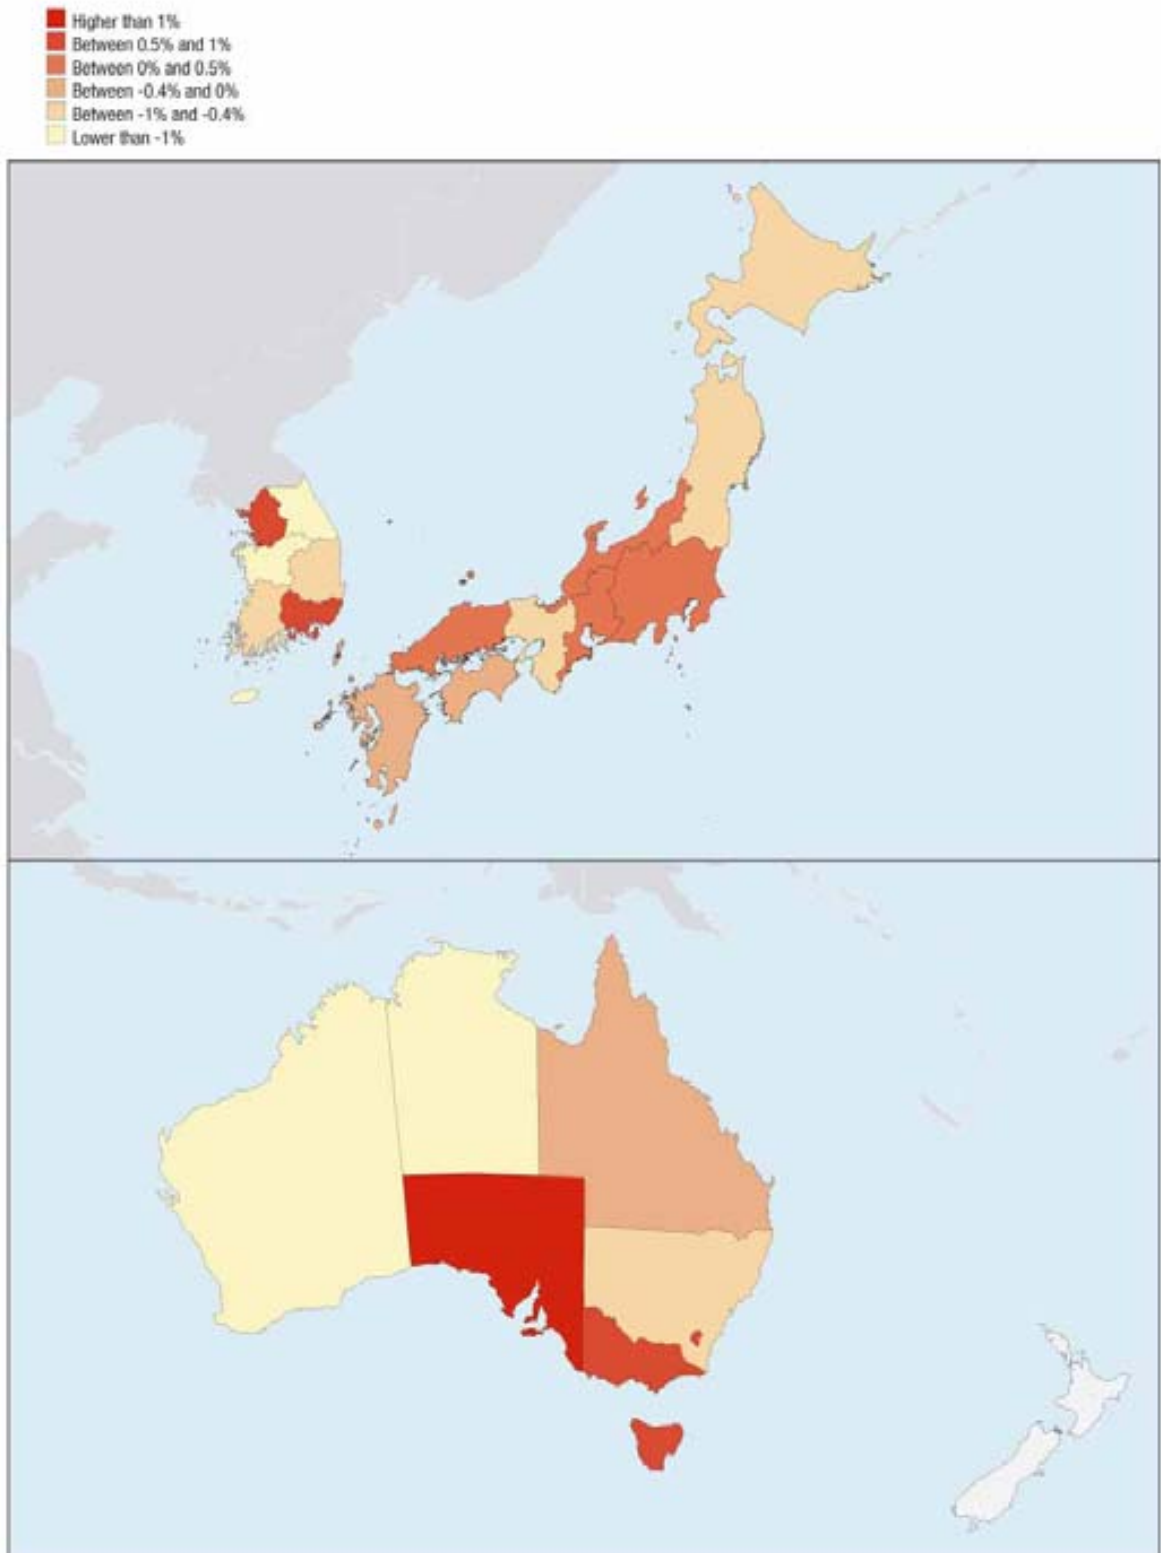 Higher than 1%
Between 0.5% and 1%
Between 0% and 0.5%
Between -0.4% and 0%
Between -1% and -0.4%
Lower than -1%